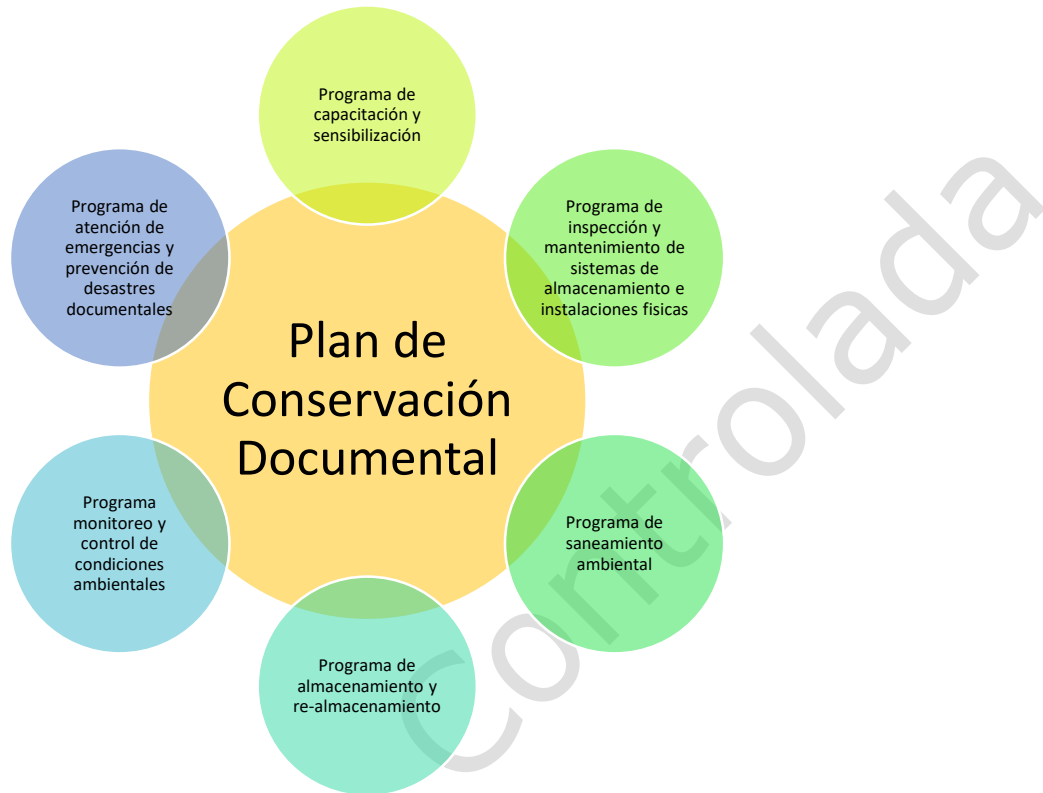 Programa de
capacitación y
sensibilización
Programa de
inspección y
mantenimiento de
sistemas de
almacenamiento e
instalaciones fisicas
Programa de
saneamiento
ambiental
Programa de
almacenamiento y
re-almacenamiento
Programa
monitoreo y
control de
condiciones
ambientales
Programa de
atención de
emergencias y
prevención de
desastres
documentales
Plan de
Conservación
Documental
Controlada